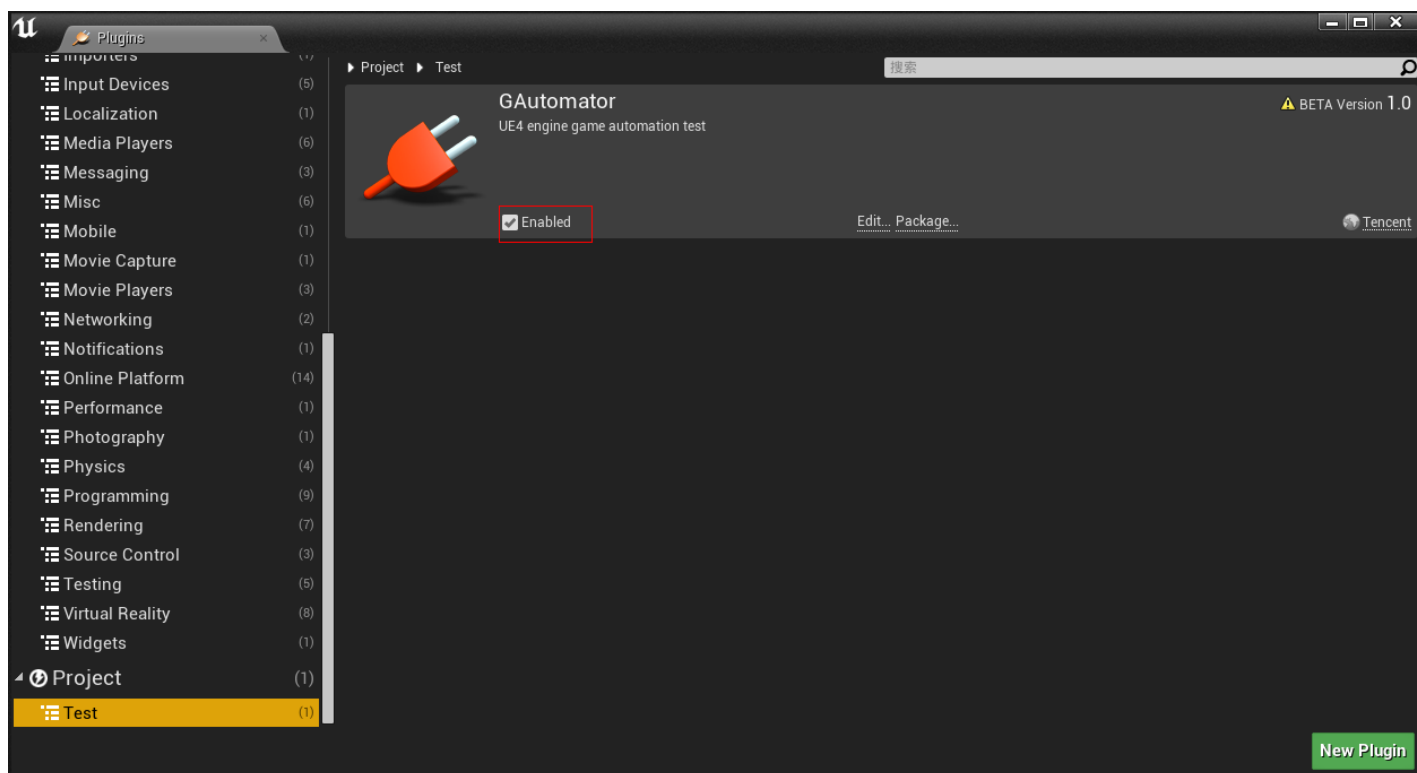 Plugins
Importers (1)
Input Devices (5)
Localization (1)
Media Players (6)
Messaging (3)
Misc (6)
Mobile (1)
Movie Capture (1)
Movie Players (3)
Networking (2)
Notifications (1)
Online Platform (14)
Performance (1)
Photography (1)
Physics (4)
Programming (9)
Rendering (7)
Source Control (3)
Testing (5)
Virtual Reality (8)
Widgets (1)
Project (1)
Test (1)
Project Test
搜索
GAutomator
BETA Version 1.0
UE4 engine game automation test
Enabled
Edit... Package...
Tencent
New Plugin